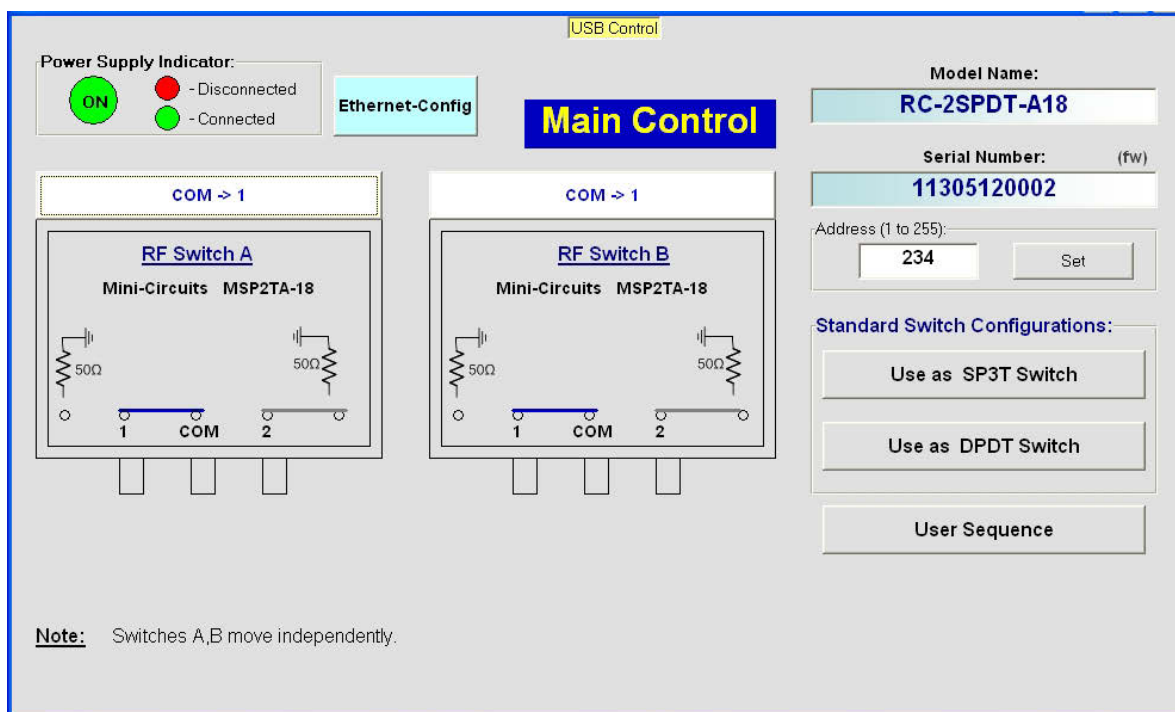 USB Control
Power Supply Indicator:
ON
- Disconnected
- Connected
Ethernet-Config
Main Control
Model Name:
RC-2SPDT-A18
Serial Number: (fw)
11305120002
Address (1 to 255):
234
Set
COM -> 1
RF Switch A
Mini-Circuits MSP2TA-18
50Ω
50Ω
1 COM 2
COM -> 1
RF Switch B
Mini-Circuits MSP2TA-18
50Ω
50Ω
1 COM 2
Standard Switch Configurations:
Use as SP3T Switch
Use as DPDT Switch
User Sequence
Note: Switches A,B move independently.